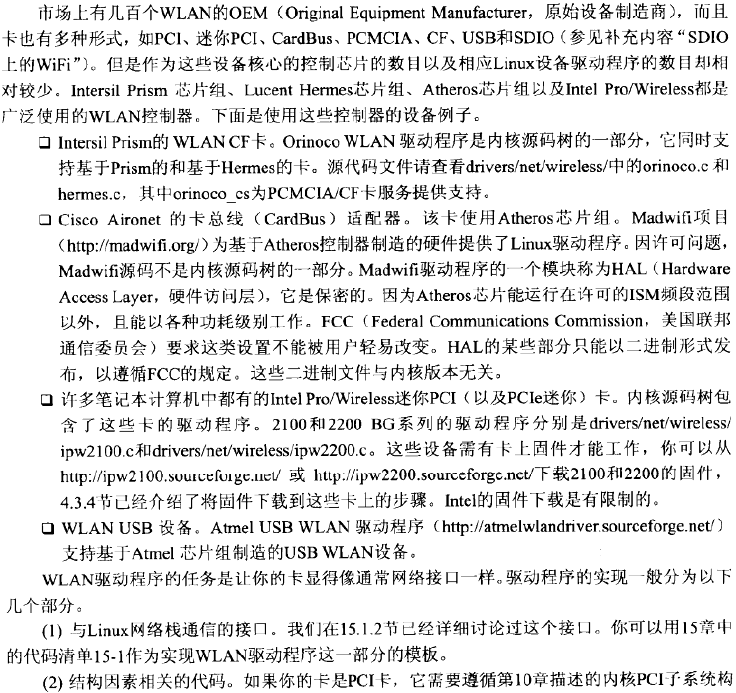 市场上有几百个WLAN的OEM（Original Equipment Manufacturer，原始设备制造商），而且
卡也有多种形式，如PCI、迷你PCI、CardBus、PCMCIA、CF、USB和SDIO（参见补充内容“SDIO
上的WiFi”）。但是作为这些设备核心的控制芯片的数目以及相应Linux设备驱动程序的数目却相
对较少。Intersil Prism 芯片组、Lucent Hermes芯片组、Atheros芯片组以及Intel Pro/Wireless都是
广泛使用的WLAN控制器。下面是使用这些控制器的设备例子。
❑ Intersil Prism的 WLAN CF卡。Orinoco WLAN 驱动程序是内核源码树的一部分，它同时支
持基于Prism的和基于Hermes的卡。源代码文件请查看drivers/net/wireless/中的orinoco.c 和
hermes.c，其中orinoco_cs为PCMCIA/CF卡服务提供支持。
❑ Cisco Aironet 的卡总线（CardBus）适配器。该卡使用Atheros芯片组。Madwifi项目
（http://madwifi.org/）为基于Atheros控制器制造的硬件提供了Linux驱动程序。因许可问题，
Madwifi源码不是内核源码树的一部分。Madwifi驱动程序的一个模块称为HAL（Hardware
Access Layer，硬件访问层），它是保密的。因为Atheros芯片能运行在许可的ISM频段范围
以外，且能以各种功耗级别工作。FCC（Federal Communications Commission，美国联邦
通信委员会）要求这类设置不能被用户轻易改变。HAL的某些部分只能以二进制形式发
布，以遵循FCC的规定。这些二进制文件与内核版本无关。
❑ 许多笔记本计算机中都有的Intel Pro/Wireless迷你PCI（以及PCIe迷你）卡。内核源码树包
含了这些卡的驱动程序。2100和2200 BG系列的驱动程序分别是drivers/net/wireless/
ipw2100.c和drivers/net/wireless/ipw2200.c。这些设备需有卡上固件才能工作，你可以从
http://ipw2100.sourceforge.net/ 或 http://ipw2200.sourceforge.net/下载2100和2200的固件，
4.3.4节已经介绍了将固件下载到这些卡上的步骤。Intel的固件下载是有限制的。
❑ WLAN USB 设备。Atmel USB WLAN 驱动程序（http://atmelwlandriver.sourceforge.net/）
支持基于Atmel 芯片组制造的USB WLAN设备。
WLAN驱动程序的任务是让你的卡显得像通常网络接口一样。驱动程序的实现一般分为以下
几个部分。
(1) 与Linux网络栈通信的接口。我们在15.1.2节已经详细讨论过这个接口。你可以用15章中
的代码清单15-1作为实现WLAN驱动程序这一部分的模板。
(2) 结构因素相关的代码。如果你的卡是PCI卡，它需要遵循第10章描述的内核PCI子系统构